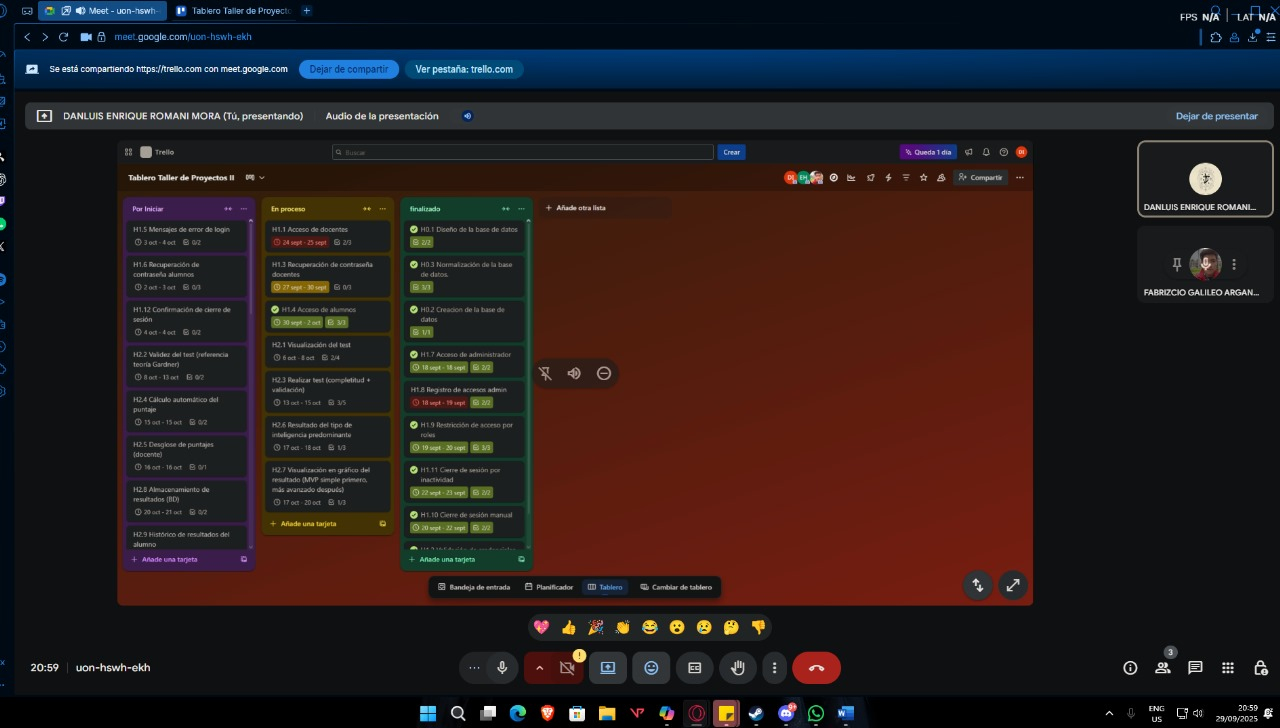 Meet - uon-hswh-ekh
Tablero Taller de Proyecto
FPS N/A
LAT N/A
meet.google.com/uon-hswh-ekh
Se está compartiendo https://trello.com con meet.google.com
Dejar de compartir
Ver pestaña: trello.com
DANLUIS ENRIQUE ROMANI MORA (Tú, presentando)
Audio de la presentación
Dejar de presentar
Trello
Buscar
Crear
Queda 1 día
DI
Tablero Taller de Proyectos II
DI
EH
Compartir
Por Iniciar
H1.5 Mensajes de error de login
3 oct - 4 oct
0/2
H1.6 Recuperación de
contraseña alumnos
2 oct - 3 oct
0/3
H1.12 Confirmación de cierre de
sesión
4 oct - 4 oct
0/2
H2.2 Validez del test (referencia
teoría Gardner)
8 oct - 13 oct
0/2
H2.4 Cálculo automático del
puntaje
15 oct - 15 oct
0/2
H2.5 Desglose de puntajes
(docente)
16 oct - 16 oct
0/1
H2.8 Almacenamiento de
resultados (BD)
20 oct - 21 oct
0/2
H2.9 Histórico de resultados del
alumno
Añade una tarjeta
En proceso
H1.1 Acceso de docentes
24 sept - 25 sept
2/3
H1.3 Recuperación de contraseña
docentes
27 sept - 30 sept
0/3
H1.4 Acceso de alumnos
30 sept - 2 oct
3/3
H2.1 Visualización del test
6 oct - 8 oct
2/4
H2.3 Realizar test (completitud +
validación)
13 oct - 15 oct
3/5
H2.6 Resultado del tipo de
inteligencia predominante
17 oct - 18 oct
1/3
H2.7 Visualización en gráfico del
resultado (MVP simple primero,
más avanzado después)
17 oct - 20 oct
1/3
Añade una tarjeta
finalizado
H0.1 Diseño de la base de datos
2/2
H0.3 Normalización de la base
de datos.
3/3
H0.2 Creacion de la base de
datos
1/1
H1.7 Acceso de administrador
18 sept - 18 sept
2/2
H1.8 Registro de accesos admin
18 sept - 19 sept
2/2
H1.9 Restricción de acceso por
roles
19 sept - 20 sept
3/3
H1.11 Cierre de sesión por
inactividad
22 sept - 23 sept
2/2
H1.10 Cierre de sesión manual
20 sept - 22 sept
2/2
Añade una tarjeta
Añade otra lista
Bandeja de entrada
Planificador
Tablero
Cambiar de tablero
DANLUIS ENRIQUE ROMANI...
FABRIZCIO GALILEO ARGAN...
20:59
uon-hswh-ekh
3
ENG
US
20:59
29/09/2025